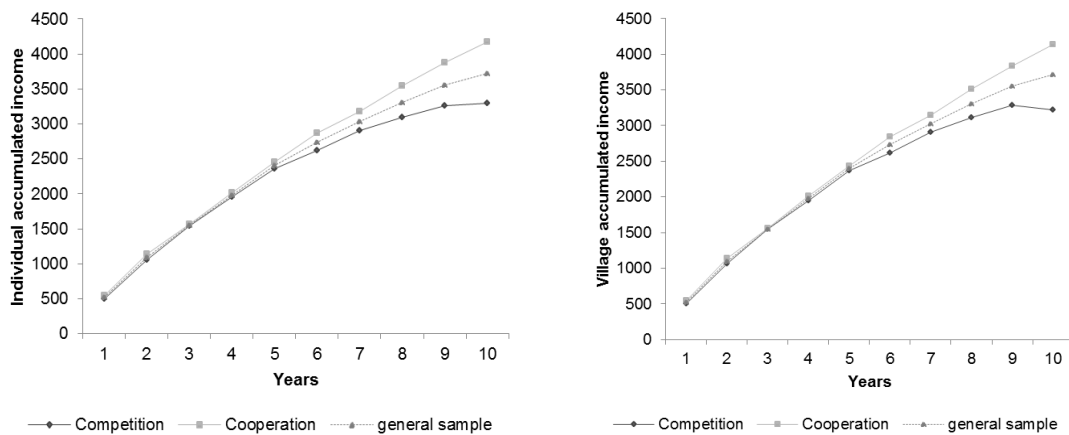 Individual accumulated income
4500
4000
3500
3000
2500
2000
1500
1000
500
0
1 2 3 4 5 6 7 8 9 10
Years
Competition Cooperation general sample
Village accumulated income
4500
4000
3500
3000
2500
2000
1500
1000
500
0
1 2 3 4 5 6 7 8 9 10
Years
Competition Cooperation general sample